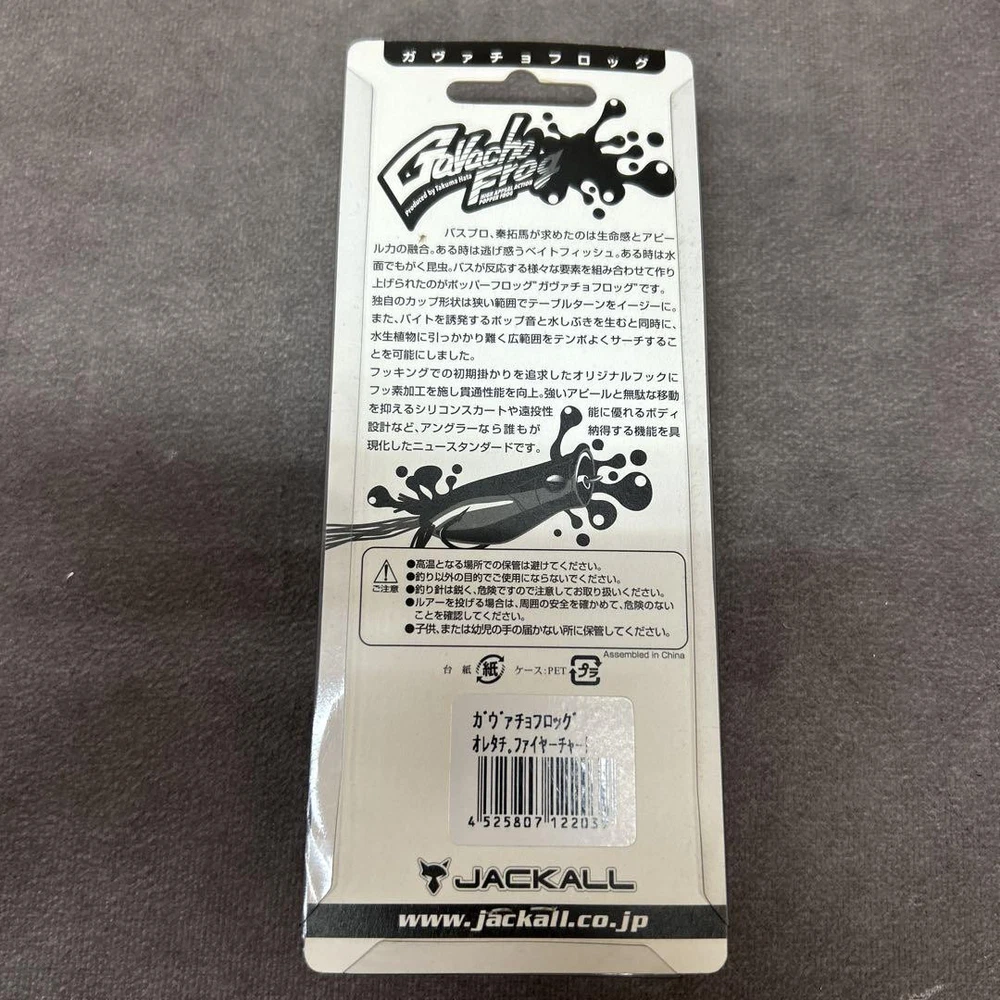 ガヴァチョフロッグ
Gavacho
Frog
Produced by Takuma Hata
HIGH APPEAL ACTION
POPPER FROG
バスプロ、秦拓馬が求めたのは生命感とアピー
ル力の融合。ある時は逃げ惑うベイトフィッシュ。ある時は水
面でもがく昆虫。バスが反応する様々な要素を組み合わせて作り
上げられたのがポッパーフロッグ"ガヴァチョフロッグ"です。
独自のカップ形状は狭い範囲でテーブルターンをイージーに。
また、バイトを誘発するポップ音と水しぶきを生むと同時に、
水生植物に引っかかり難く広範囲をテンポよくサーチするこ
とを可能にしました。
フッキングでの初期掛かりを追求したオリジナルフックに
フッ素加工を施し貫通性能を向上。強いアピールと無駄な移動
を抑えるシリコンスカートや遠投性能に優れるボディ
設計など、アングラーなら誰もが納得する機能を具
現化したニュースタンダードです。
ご注意
●高温となる場所での保管は避けてください。
●釣り以外の目的でご使用にならないでください。
●釣り針は鋭く、危険ですので注意してお取り扱いください。
●ルアーを投げる場合は、周囲の安全を確かめて、危険のない
ことを確認してください。
●子供、または幼児の手の届かない所に保管してください。
Assembled in China
台紙 紙 ケース:PET プラ
ｶﾞｳﾞｧﾁｮﾌﾛｯｸﾞ
ｵﾚﾀﾁ｡ﾌｧｲﾔｰﾁｬｰ
4 525807 12203
JACKALL
www.jackall.co.jp